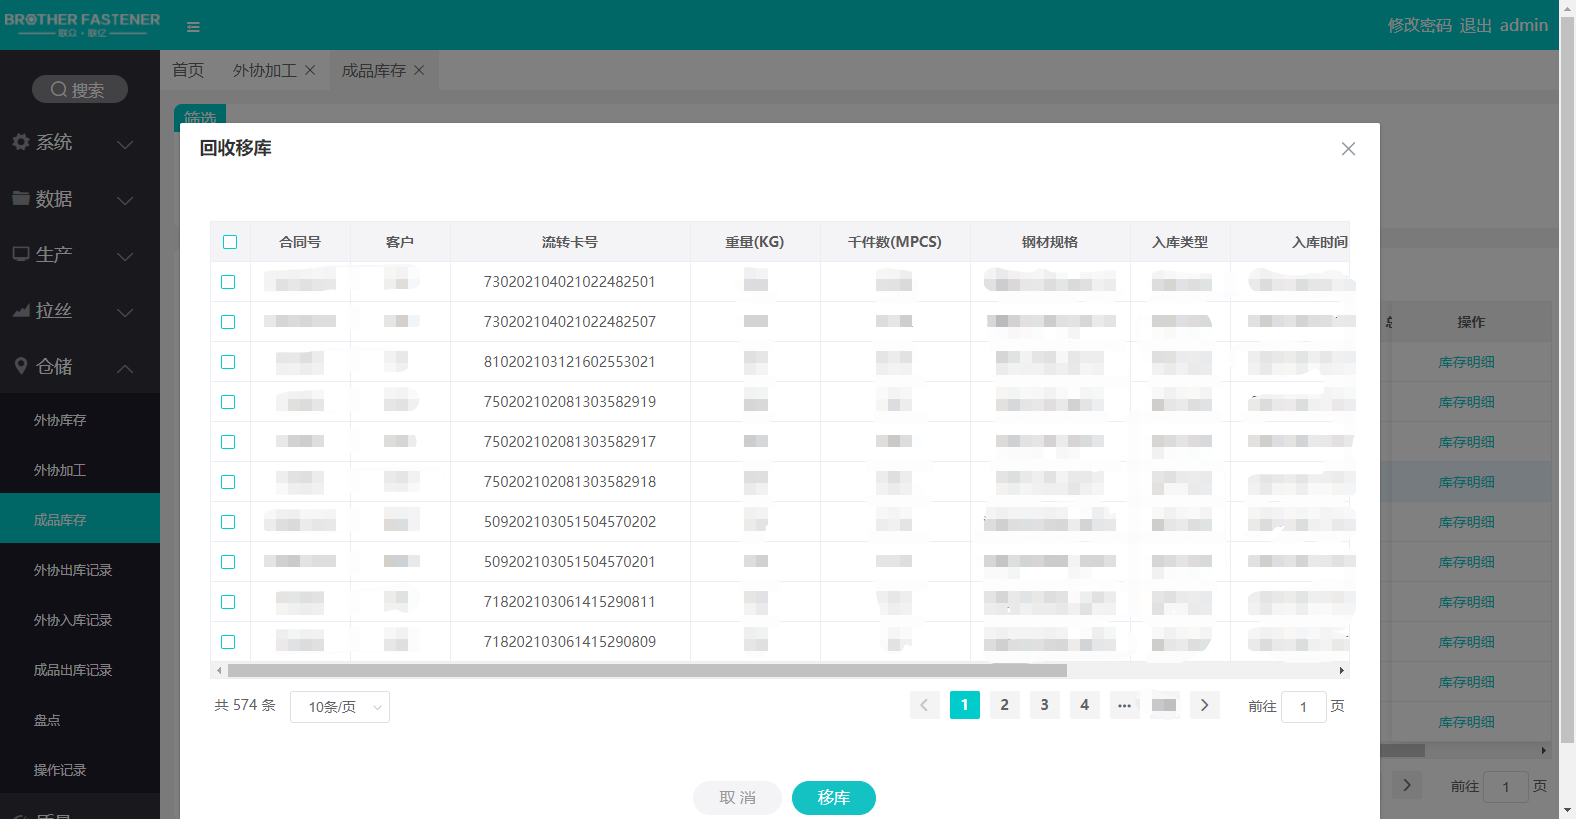 BROTHER FASTENER
联众·联亿
修改密码 退出 admin
首页 外协加工 成品库存
搜索
系统
数据
生产
拉丝
仓储
外协库存
外协加工
成品库存
外协出库记录
外协入库记录
成品出库记录
盘点
操作记录
筛选
回收移库
合同号 客户 流转卡号 重量(KG) 千件数(MPCS) 钢材规格 入库类型 入库时间
730202104021022482501
730202104021022482507
810202103121602553021
750202102081303582919
750202102081303582917
750202102081303582918
509202103051504570202
509202103051504570201
718202103061415290811
718202103061415290809
共 574 条 10条/页 1 2 3 4 ••• 前往 1 页
取 消 移库
操作
库存明细
库存明细
库存明细
库存明细
库存明细
库存明细
库存明细
库存明细
库存明细
库存明细
前往 1 页